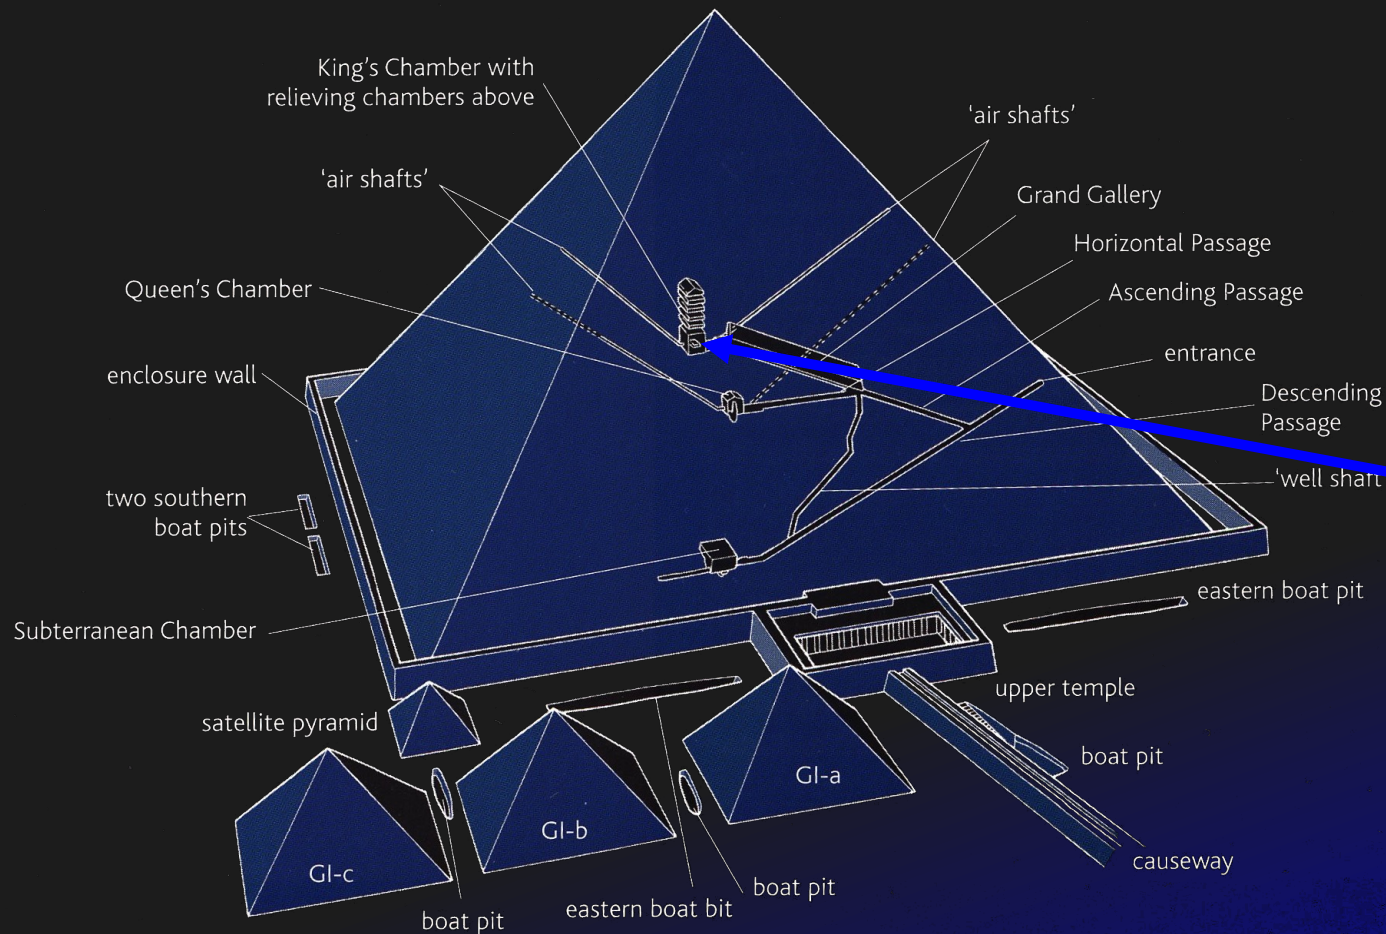 King's Chamber with
relieving chambers above
'air shafts'
'air shafts'
Grand Gallery
Horizontal Passage
Queen's Chamber
Ascending Passage
enclosure wall
entrance
Descending
Passage
'well shaft
two southern
boat pits
eastern boat pit
Subterranean Chamber
upper temple
satellite pyramid
boat pit
GI-a
GI-b
GI-c
causeway
boat pit
eastern boat bit
boat pit